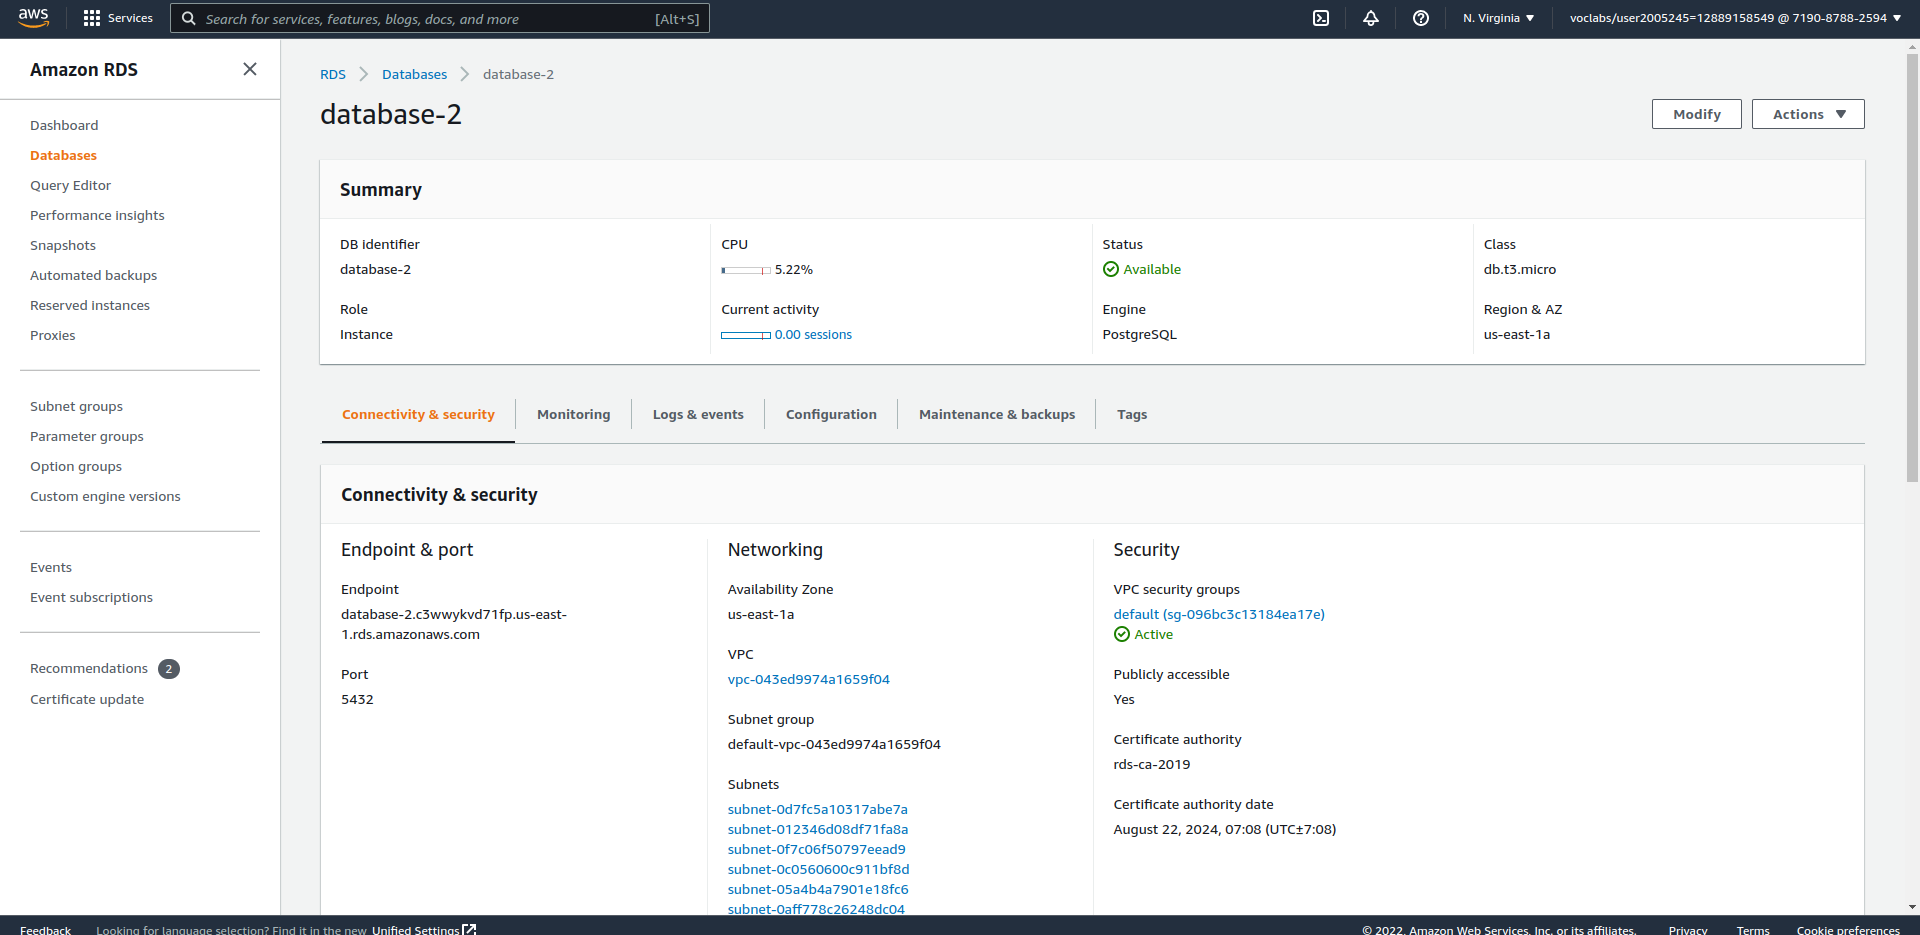 aws
Services
Search for services, features, blogs, docs, and more [Alt+S]
N. Virginia
voclabs/user2005245=12889158549 @ 7190-8788-2594
Amazon RDS
Dashboard
Databases
Query Editor
Performance insights
Snapshots
Automated backups
Reserved instances
Proxies
Subnet groups
Parameter groups
Option groups
Custom engine versions
Events
Event subscriptions
Recommendations 2
Certificate update
RDS Databases database-2
database-2
Modify
Actions
Summary
DB identifier
database-2
Role
Instance
CPU
5.22%
Current activity
0.00 sessions
Status
Available
Engine
PostgreSQL
Class
db.t3.micro
Region & AZ
us-east-1a
Connectivity & security
Monitoring
Logs & events
Configuration
Maintenance & backups
Tags
Connectivity & security
Endpoint & port
Endpoint
database-2.c3wwykvd71fp.us-east-
1.rds.amazonaws.com
Port
5432
Networking
Availability Zone
us-east-1a
VPC
vpc-043ed9974a1659f04
Subnet group
default-vpc-043ed9974a1659f04
Subnets
subnet-0d7fc5a10317abe7a
subnet-012346d08df71fa8a
subnet-0f7c06f50797eead9
subnet-0c0560600c911bf8d
subnet-05a4b4a7901e18fc6
subnet-0aff778c26248dc04
Security
VPC security groups
default (sg-096bc3c13184ea17e)
Active
Publicly accessible
Yes
Certificate authority
rds-ca-2019
Certificate authority date
August 22, 2024, 07:08 (UTC±7:08)
Feedback
Looking for language selection? Find it in the new Unified Settings
© 2022, Amazon Web Services, Inc. or its affiliates.
Privacy
Terms
Cookie preferences